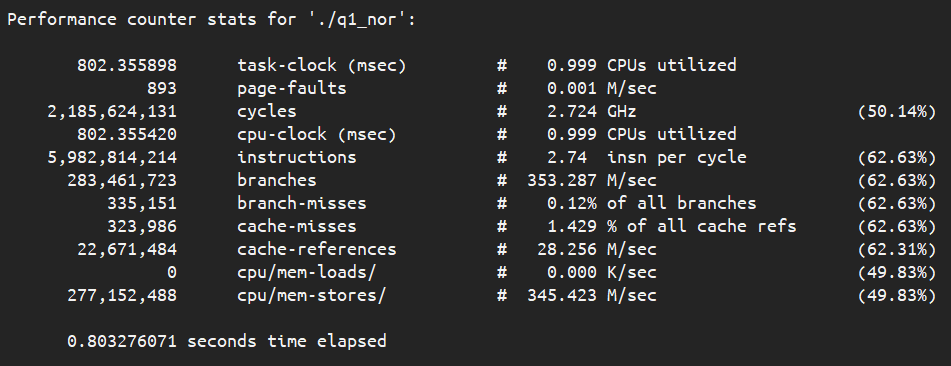 Performance counter stats for './q1_nor':
802.355898 task-clock (msec) # 0.999 CPUs utilized
893 page-faults # 0.001 M/sec
2,185,624,131 cycles # 2.724 GHz (50.14%)
802.355420 cpu-clock (msec) # 0.999 CPUs utilized
5,982,814,214 instructions # 2.74 insn per cycle (62.63%)
283,461,723 branches # 353.287 M/sec (62.63%)
335,151 branch-misses # 0.12% of all branches (62.63%)
323,986 cache-misses # 1.429 % of all cache refs (62.63%)
22,671,484 cache-references # 28.256 M/sec (62.31%)
0 cpu/mem-loads/ # 0.000 K/sec (49.83%)
277,152,488 cpu/mem-stores/ # 345.423 M/sec (49.83%)
0.803276071 seconds time elapsed